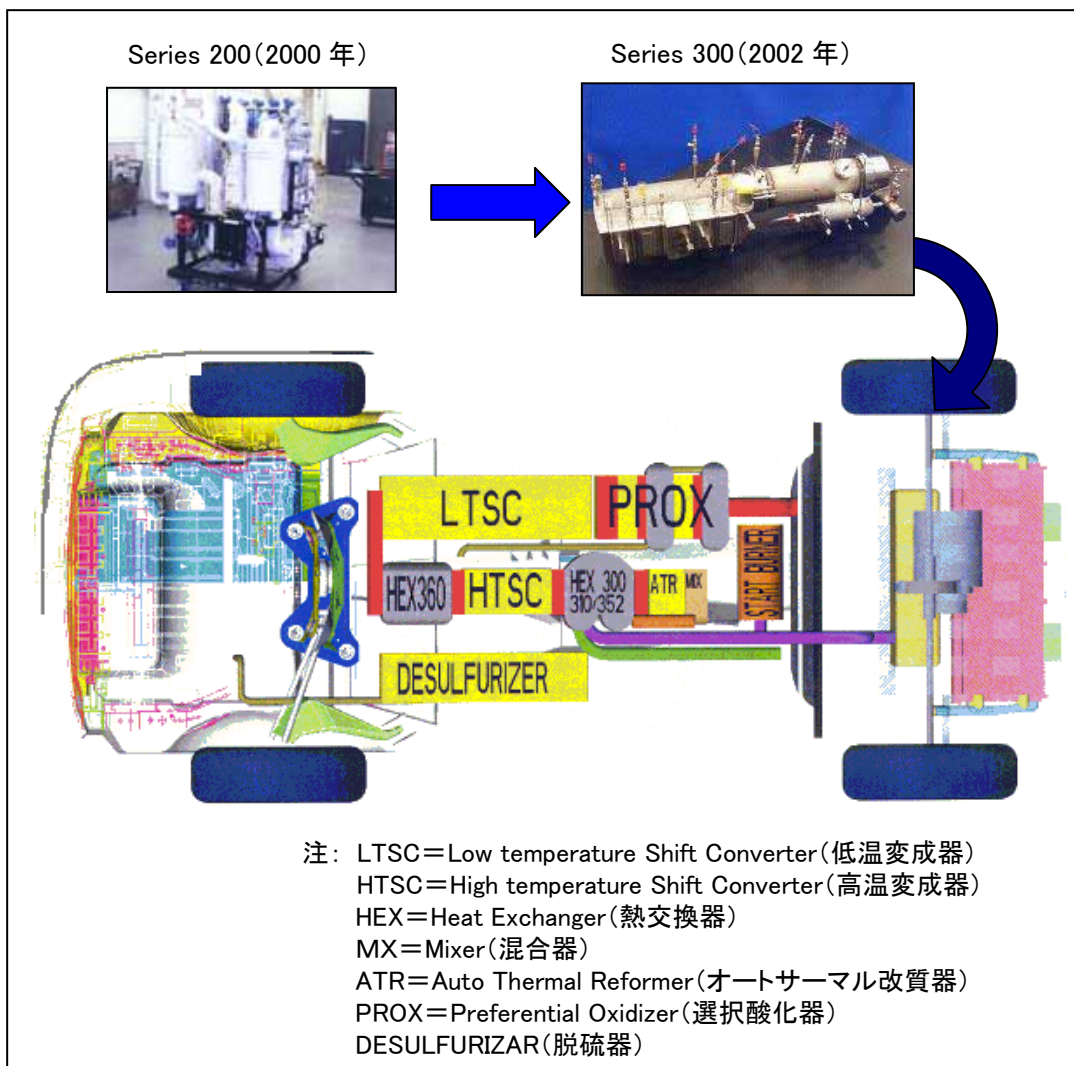 Series 200（2000 年）
Series 300（2002 年）
LTSC
PROX
START BURNER
HEX360
HTSC
HEX 300
310/352
ATR
MIX
DESULFURIZER
注： LTSC＝Low temperature Shift Converter（低温変成器）
HTSC＝High temperature Shift Converter（高温変成器）
HEX＝Heat Exchanger（熱交換器）
MX＝Mixer（混合器）
ATR＝Auto Thermal Reformer（オートサーマル改質器）
PROX＝Preferential Oxidizer（選択酸化器）
DESULFURIZAR（脱硫器）